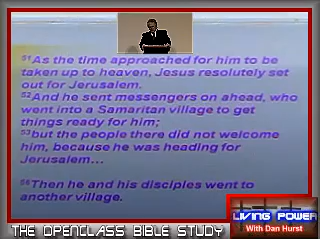 51As the time approached for him to be
taken up to heaven, Jesus resolutely set
out for Jerusalem.
52And he sent messengers on ahead, who
went into a Samaritan village to get
things ready for him;
53but the people there did not welcome
him, because he was heading for
Jerusalem...
56Then he and his disciples went to
another village.
THE OPENCLASS BIBLE STUDY
LIVING POWER
With Dan Hurst